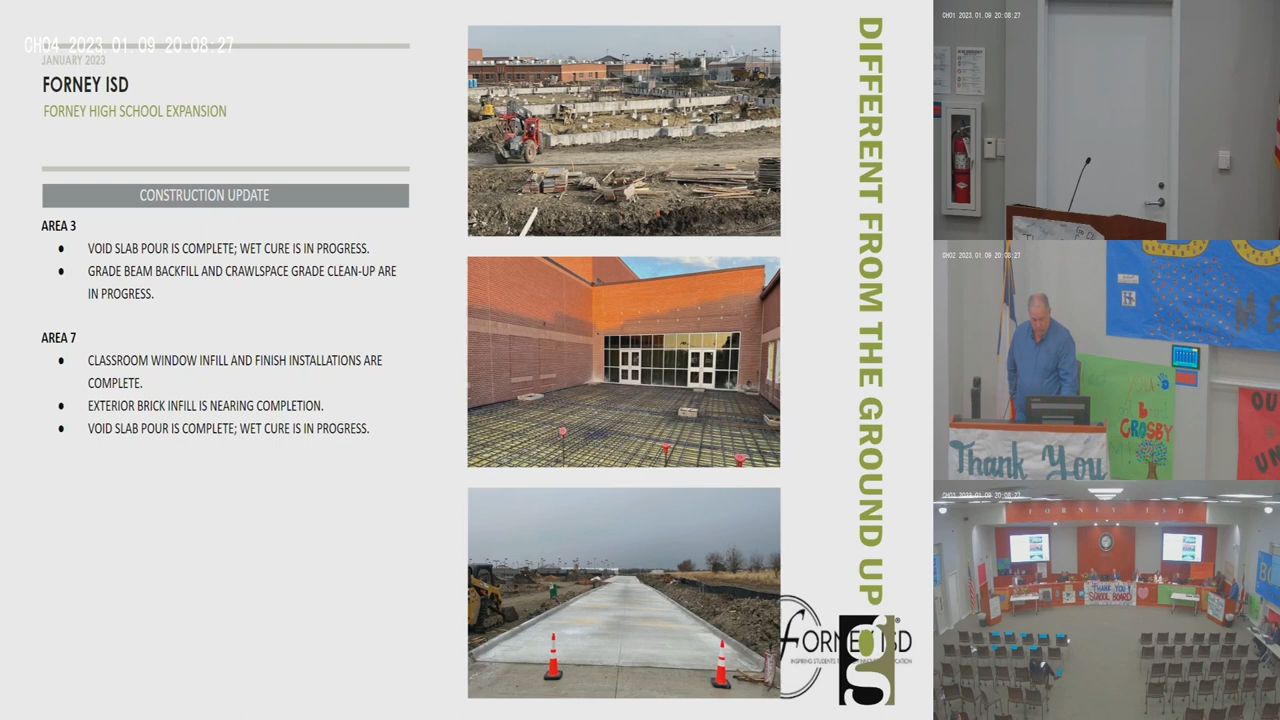 CH04 2023.01.09 20:08:27
JANUARY 2023
FORNEY ISD
FORNEY HIGH SCHOOL EXPANSION
CONSTRUCTION UPDATE
AREA 3
● VOID SLAB POUR IS COMPLETE; WET CURE IS IN PROGRESS.
● GRADE BEAM BACKFILL AND CRAWLSPACE GRADE CLEAN-UP ARE
IN PROGRESS.
AREA 7
● CLASSROOM WINDOW INFILL AND FINISH INSTALLATIONS ARE
COMPLETE.
● EXTERIOR BRICK INFILL IS NEARING COMPLETION.
● VOID SLAB POUR IS COMPLETE; WET CURE IS IN PROGRESS.
DIFFERENT FROM THE GROUND UP
FORNEY ISD
INSPIRING STUDENTS
g
CH01 2023.01.09 20:08:27
CH02 2023.01.09 20:08:27
CROSBY
Thank You
CH03 2023.01.09 20:08:27
FORNEY ISD
THANK YOU
SCHOOL BOARD